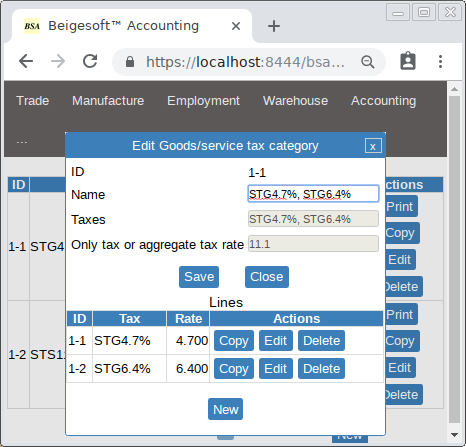 BSA Beigesoft™ Accounting
https://localhost:8444/bsa...
Trade Manufacture Employment Warehouse Accounting
...
Edit Goods/service tax category x
ID 1-1
Name STG4.7%, STG6.4%
Taxes STG4.7%, STG6.4%
Only tax or aggregate tax rate 11.1
Save Close
Lines
ID Tax Rate Actions
1-1 STG4.7% 4.700 Copy Edit Delete
1-2 STG6.4% 6.400 Copy Edit Delete
New
ID ctions
1-1 STG4 Print
Copy
Edit
Delete
1-2 STS1 Print
Copy
Edit
Delete